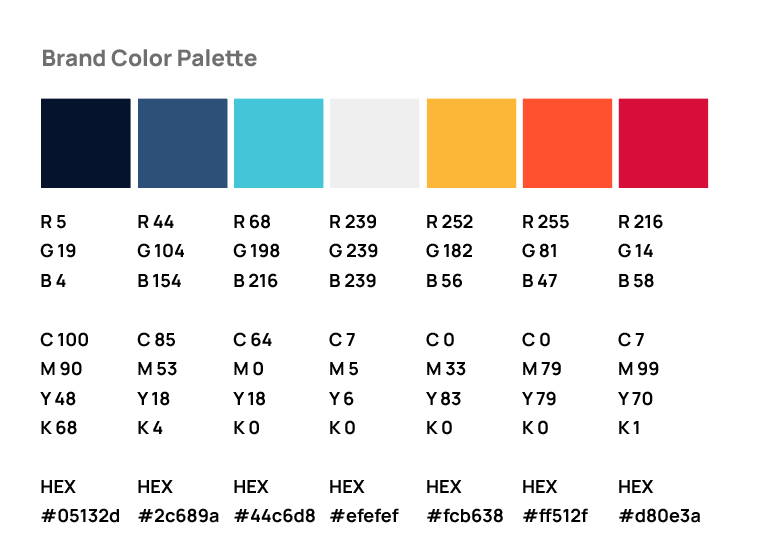 Brand Color Palette
R 5 R 44 R 68 R 239 R 252 R 255 R 216
G 19 G 104 G 198 G 239 G 182 G 81 G 14
B 4 B 154 B 216 B 239 B 56 B 47 B 58
C 100 C 85 C 64 C 7 C 0 C 0 C 7
M 90 M 53 M 0 M 5 M 33 M 79 M 99
Y 48 Y 18 Y 18 Y 6 Y 83 Y 79 Y 70
K 68 K 4 K 0 K 0 K 0 K 0 K 1
HEX HEX HEX HEX HEX HEX HEX
#05132d #2c689a #44c6d8 #efefef #fcb638 #ff512f #d80e3a